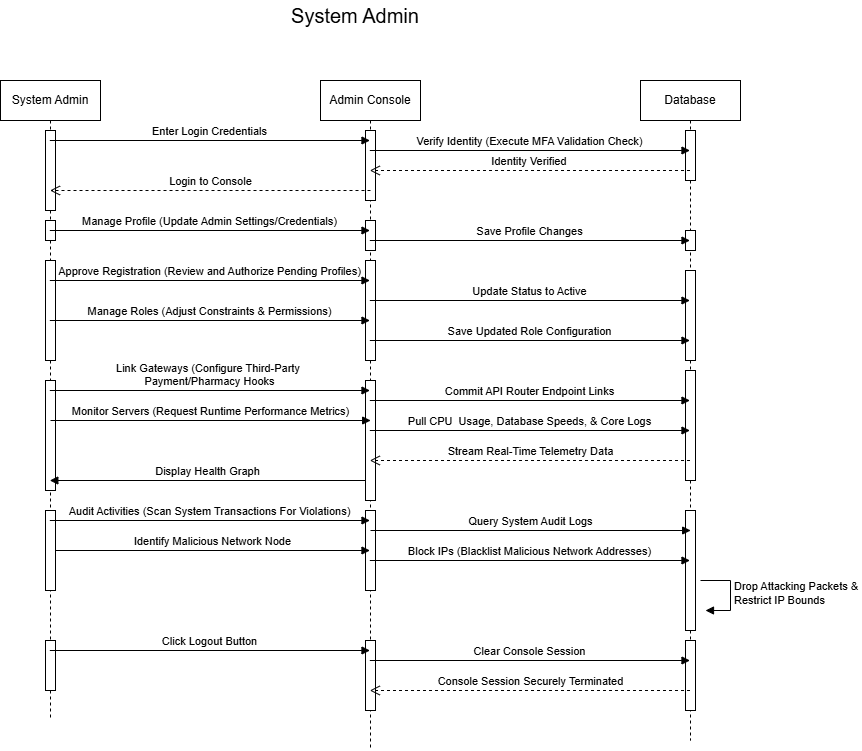 System Admin
System Admin
Admin Console
Database
Enter Login Credentials
Verify Identity (Execute MFA Validation Check)
Identity Verified
Login to Console
Manage Profile (Update Admin Settings/Credentials)
Save Profile Changes
Approve Registration (Review and Authorize Pending Profiles)
Update Status to Active
Manage Roles (Adjust Constraints & Permissions)
Save Updated Role Configuration
Link Gateways (Configure Third-Party
Payment/Pharmacy Hooks
Commit API Router Endpoint Links
Monitor Servers (Request Runtime Performance Metrics)
Pull CPU  Usage, Database Speeds, & Core Logs
Stream Real-Time Telemetry Data
Display Health Graph
Audit Activities (Scan System Transactions For Violations)
Query System Audit Logs
Identify Malicious Network Node
Block IPs (Blacklist Malicious Network Addresses)
Drop Attacking Packets &
Restrict IP Bounds
Click Logout Button
Clear Console Session
Console Session Securely Terminated